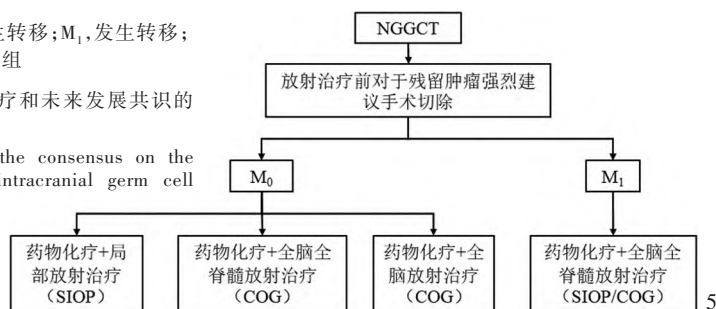 生转移;M₁,发生转移;
组
疗和未来发展共识的
the consensus on the
intracranial germ cell
NGGCT
放射治疗前对于残留肿瘤强烈建
议手术切除
M₀
M₁
药物化疗+局
部放射治疗
(SIOP)
药物化疗+全脑全
脊髓放射治疗
(COG)
药物化疗+全
脑放射治疗
(COG)
药物化疗+全脑全
脊髓放射治疗
(SIOP/COG)
5